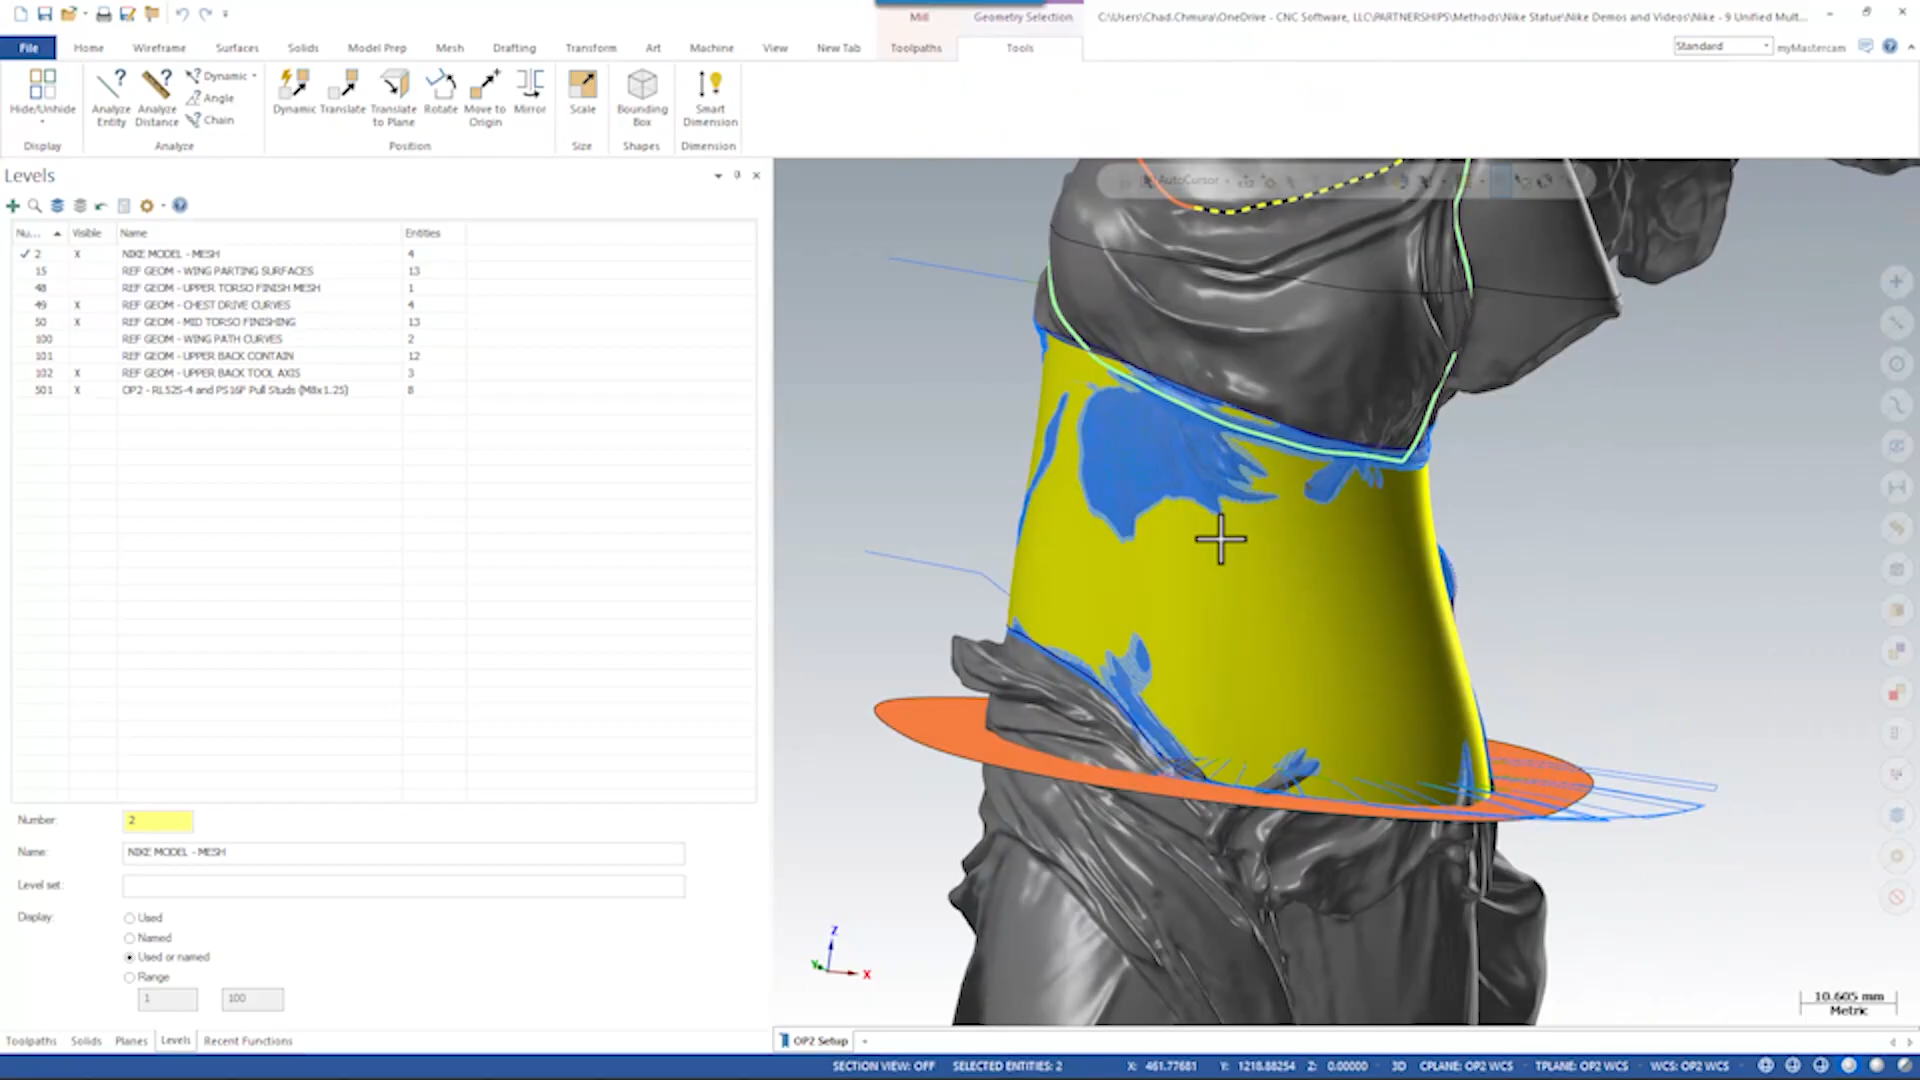 Mill
Geometry Selection
C:\Users\Chad.Chmura\OneDrive - CNC Software, LLC\PARTNERSHIPS\Methods\Nike Statue\Nike Demos and Videos\Nike - 9 Unified Mult...
File
Home
Wireframe
Surfaces
Solids
Model Prep
Mesh
Drafting
Transform
Art
Machine
View
New Tab
Toolpaths
Tools
Standard
myMastercam
Hide/Unhide
Display
Analyze Entity
Analyze Distance
Dynamic
Angle
Chain
Analyze
Dynamic
Translate
Translate to Plane
Rotate
Move to Origin
Mirror
Position
Scale
Size
Bounding Box
Shapes
Smart Dimension
Dimension
Levels
AutoCursor
Nu... Visible Name Entities
2 X NIKE MODEL - MESH 4
15 REF GEOM - WING PARTING SURFACES 13
48 REF GEOM - UPPER TORSO FINISH MESH 1
49 X REF GEOM - CHEST DRIVE CURVES 4
50 X REF GEOM - MID TORSO FINISHING 13
100 REF GEOM - WING PATH CURVES 2
101 REF GEOM - UPPER BACK CONTAIN 12
102 X REF GEOM - UPPER BACK TOOL AXIS 3
501 X OP2 - RL52S-4 and PS16F Pull Studs (M8x1.25) 8
Number: 2
Name: NIKE MODEL - MESH
Level set:
Display:
Used
Named
Used or named
Range
1 100
Z
Y X
10.605 mm
Metric
Toolpaths Solids Planes Levels Recent Functions
OP2 Setup
SECTION VIEW: OFF SELECTED ENTITIES: 2 X: 461.77681 Y: 1218.88254 Z: 0.00000 3D CPLANE: OP2 WCS TPLANE: OP2 WCS WCS: OP2 WCS